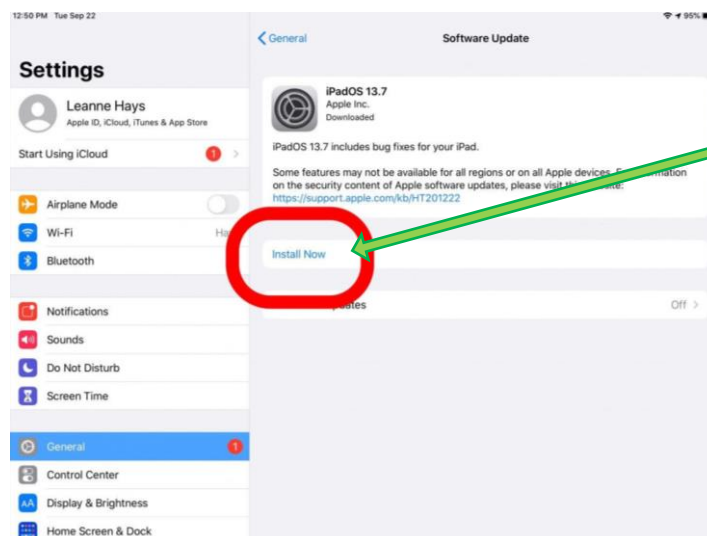 12:50 PM Tue Sep 22
95%
General
Software Update
Settings
Leanne Hays
Apple ID, iCloud, iTunes & App Store
Start Using iCloud 1
Airplane Mode
Wi-Fi
Bluetooth
Notifications
Sounds
Do Not Disturb
Screen Time
General 1
Control Center
AA Display & Brightness
Home Screen & Dock
iPadOS 13.7
Apple Inc.
Downloaded
iPadOS 13.7 includes bug fixes for your iPad.
Some features may not be available for all regions or on all Apple devices.
on the security content of Apple software updates, please visit
https://support.apple.com/kb/HT201222
Install Now
Off